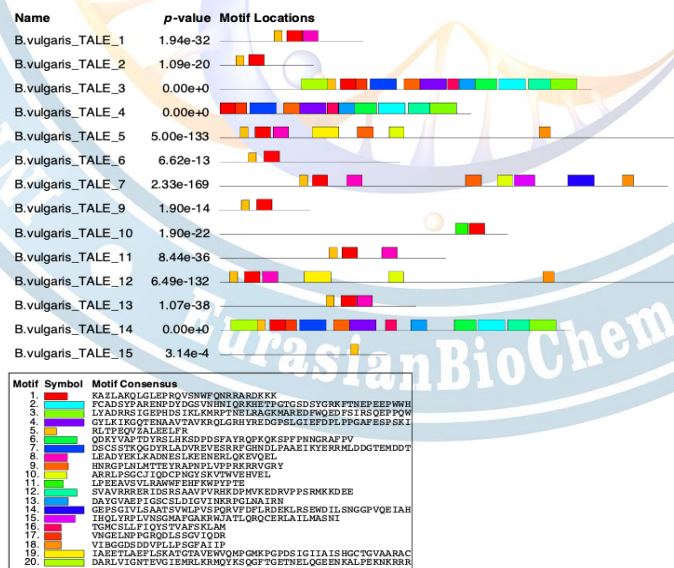 Name p-value Motif Locations
B.vulgaris_TALE_1 1.94e-32
B.vulgaris_TALE_2 1.09e-20
B.vulgaris_TALE_3 0.00e+0
B.vulgaris_TALE_4 0.00e+0
B.vulgaris_TALE_5 5.00e-133
B.vulgaris_TALE_6 6.62e-13
B.vulgaris_TALE_7 2.33e-169
B.vulgaris_TALE_9 1.90e-14
B.vulgaris_TALE_10 1.90e-22
B.vulgaris_TALE_11 8.44e-36
B.vulgaris_TALE_12 6.49e-132
B.vulgaris_TALE_13 1.07e-38
B.vulgaris_TALE_14 0.00e+0
B.vulgaris_TALE_15 3.14e-4
EurasianBioChem
Motif Symbol Motif Consensus
1. KAZLAKQLGLEPRQVSNWFQNRRARDKKK
2. FCADSYPARENPDYDGSVNHNIQRKHETPGTGSDSYGRKFTNEPEEPWWH
3. LYADRRSIGEPHDSIKLKMRPTNELRAGKMAREDFWQEDFSIRSQEPPQW
4. GYLKIKGQTENAAVTAVKRQLGRHYREDGPSLGIEFDPLPPGAFESPSKI
5. RLTPEQVZALEELFR
6. QDKYVAPTDYRSLHKSDPDSFAYRQPKQKSPFPNNGRAFPV
7. DSCSSTKQGDYRLADVREVESRRFGHNDLPAAEIKYERRMLDDGTEMDDT
8. LEADYEKLKADNESLKEENERLQKEVQEL
9. HNRGPLNLMTTEYRAPNPLVPPRKRRVGRY
10. ARRLPSGCJIQDCPNGYSKVTWVEHVEL
11. LPEEAVSVLRAWWFEHFKWPYPTE
12. SVAVRRRERIDSRSAAVPVRHKDPMVKEDRVPPSRMKKDEE
13. DAYGVAEPIGSCSLDIGVINKRPGLNAIRN
14. GEPSGIVLSAATSVWLPVSPQRVFDFLRDEKLRSEWDILSNGGPVQEIAH
15. IHQLYRPLVNSGMAFGAKRWJATLQRQCERLAILMASNI
16. TGMCSLLFIQYSTVAFSKLAM
17. VNGELNPPGRQDLSSGVIQDR
18. VIBGGDSDDVPLLPSGFAIIP
19. IAEETLAEFLSKATGTAVEWVQMPGMKPGPDSIGIIAISHGCTGVAARAC
20. DARLVIGNTEVGIEMRLKRMQYKSQGFTGETNELQGEENKALPEKNKRRR